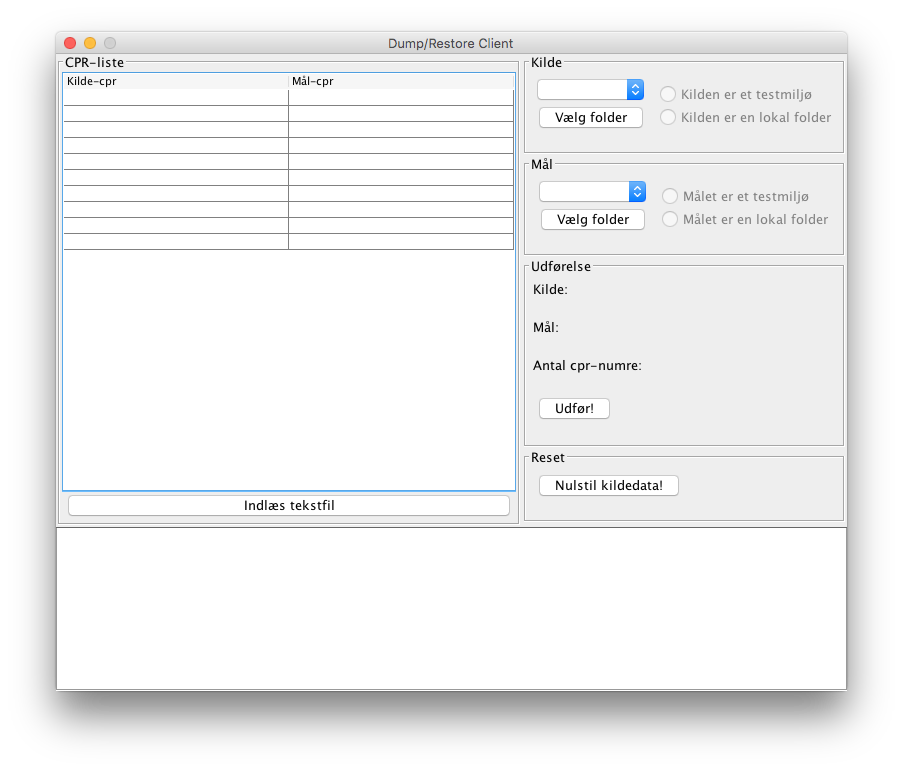 Dump/Restore Client
CPR-liste
Kilde-cpr Mål-cpr
Indlæs tekstfil
Kilde
Kilden er et testmiljø
Vælg folder
Kilden er en lokal folder
Mål
Målet er et testmiljø
Vælg folder
Målet er en lokal folder
Udførelse
Kilde:
Mål:
Antal cpr-numre:
Udfør!
Reset
Nulstil kildedata!